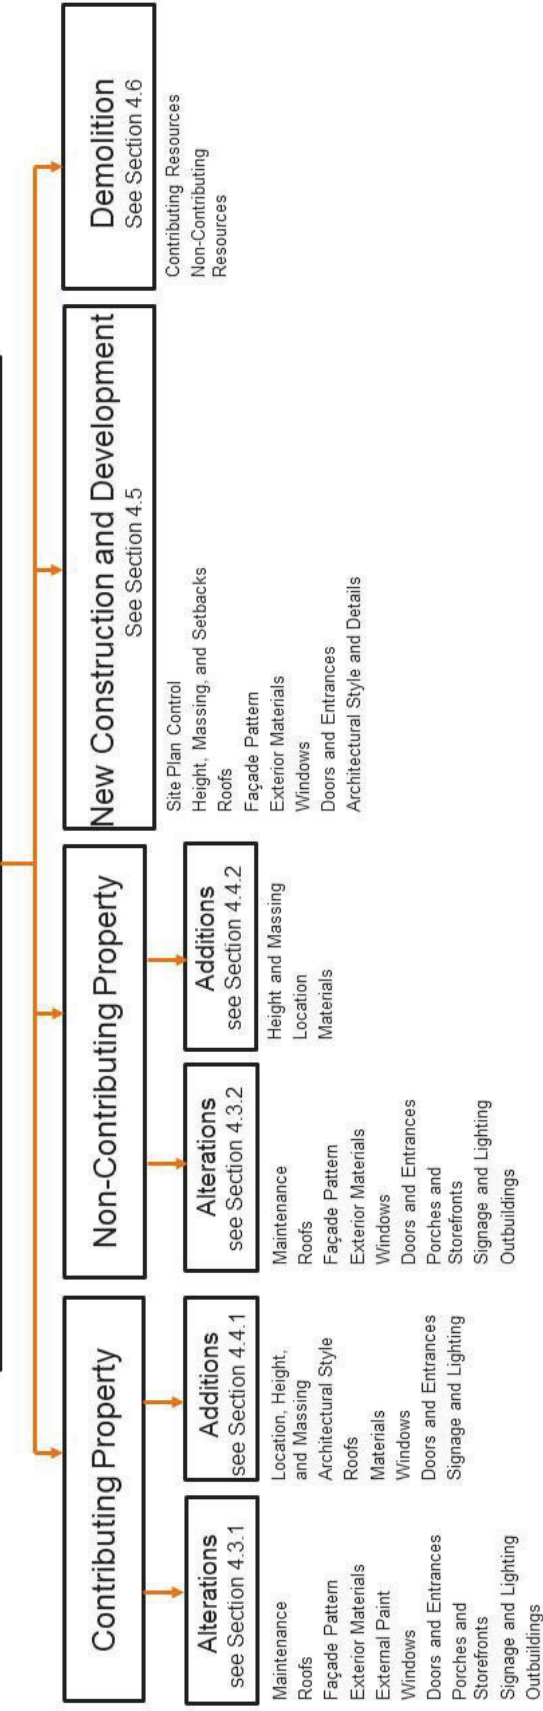 Contributing Property
Alterations
see Section 4.3.1
Maintenance
Roofs
Façade Pattern
Exterior Materials
External Paint
Windows
Doors and Entrances
Porches and
Storefronts
Signage and Lighting
Outbuildings
Additions
see Section 4.4.1
Location, Height,
and Massing
Architectural Style
Roofs
Materials
Windows
Doors and Entrances
Signage and Lighting
Non-Contributing Property
Alterations
see Section 4.3.2
Maintenance
Roofs
Façade Pattern
Exterior Materials
Windows
Doors and Entrances
Porches and
Storefronts
Signage and Lighting
Outbuildings
Additions
see Section 4.4.2
Height and Massing
Location
Materials
New Construction and Development
See Section 4.5
Site Plan Control
Height, Massing, and Setbacks
Roofs
Façade Pattern
Exterior Materials
Windows
Doors and Entrances
Architectural Style and Details
Demolition
See Section 4.6
Contributing Resources
Non-Contributing
Resources